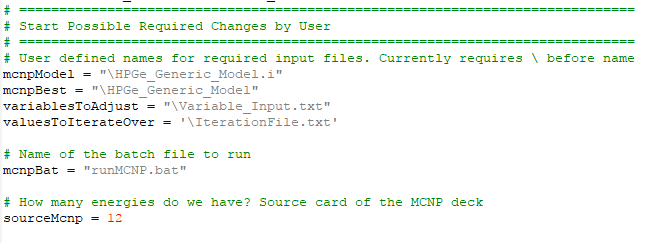 # ==============================================================================
# Start Possible Required Changes by User
# ==============================================================================
# User defined names for required input files. Currently requires \ before name
mcnpModel = "\HPGe_Generic_Model.i"
mcnpBest = "\HPGe_Generic_Model"
variablesToAdjust = "\Variable_Input.txt"
valuesToIterateOver = '\IterationFile.txt'
# Name of the batch file to run
mcnpBat = "runMCNP.bat"
# How many energies do we have? Source card of the MCNP deck
sourceMcnp = 12